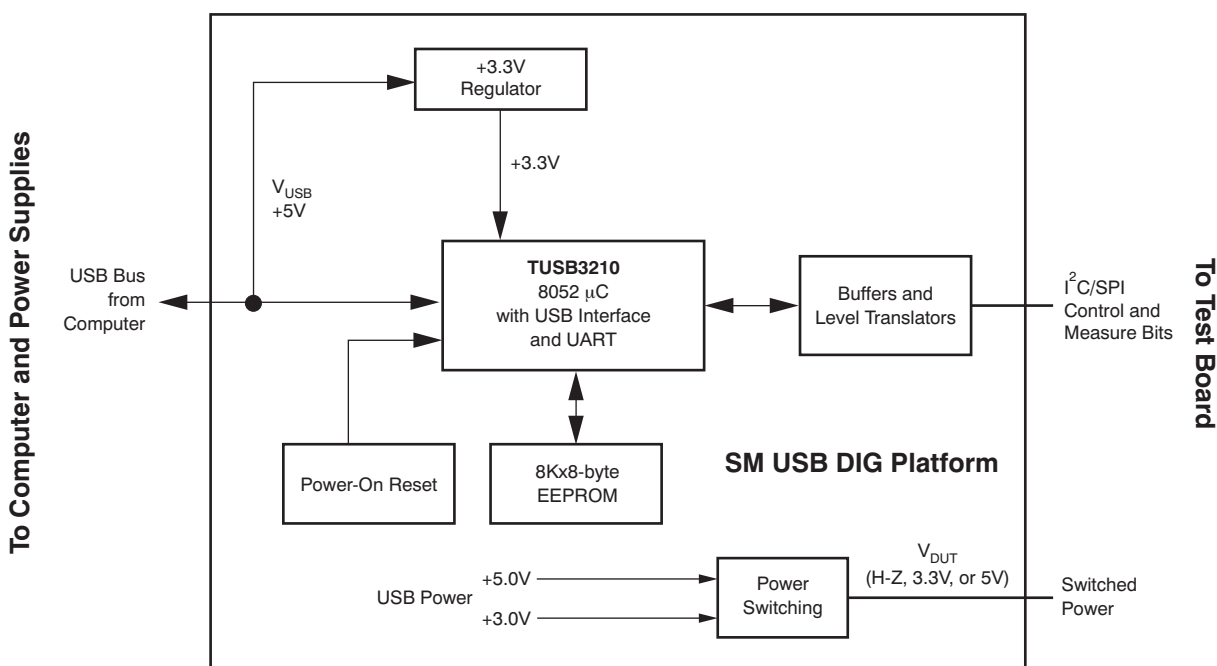 To Computer and Power Supplies
+3.3V
Regulator
+3.3V
V_USB
+5V
USB Bus
from
Computer
TUSB3210
8052 μC
with USB Interface
and UART
Buffers and
Level Translators
I²C/SPI
Control and
Measure Bits
To Test Board
Power-On Reset
8Kx8-byte
EEPROM
SM USB DIG Platform
V_DUT
(H-Z, 3.3V, or 5V)
USB Power
+5.0V
+3.0V
Power
Switching
Switched
Power